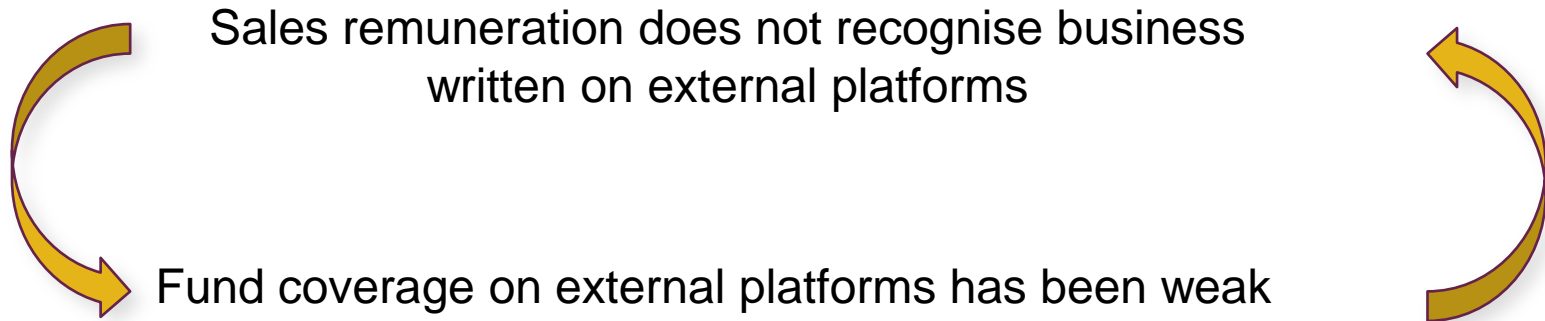 Sales remuneration does not recognise business
written on external platforms
Fund coverage on external platforms has been weak